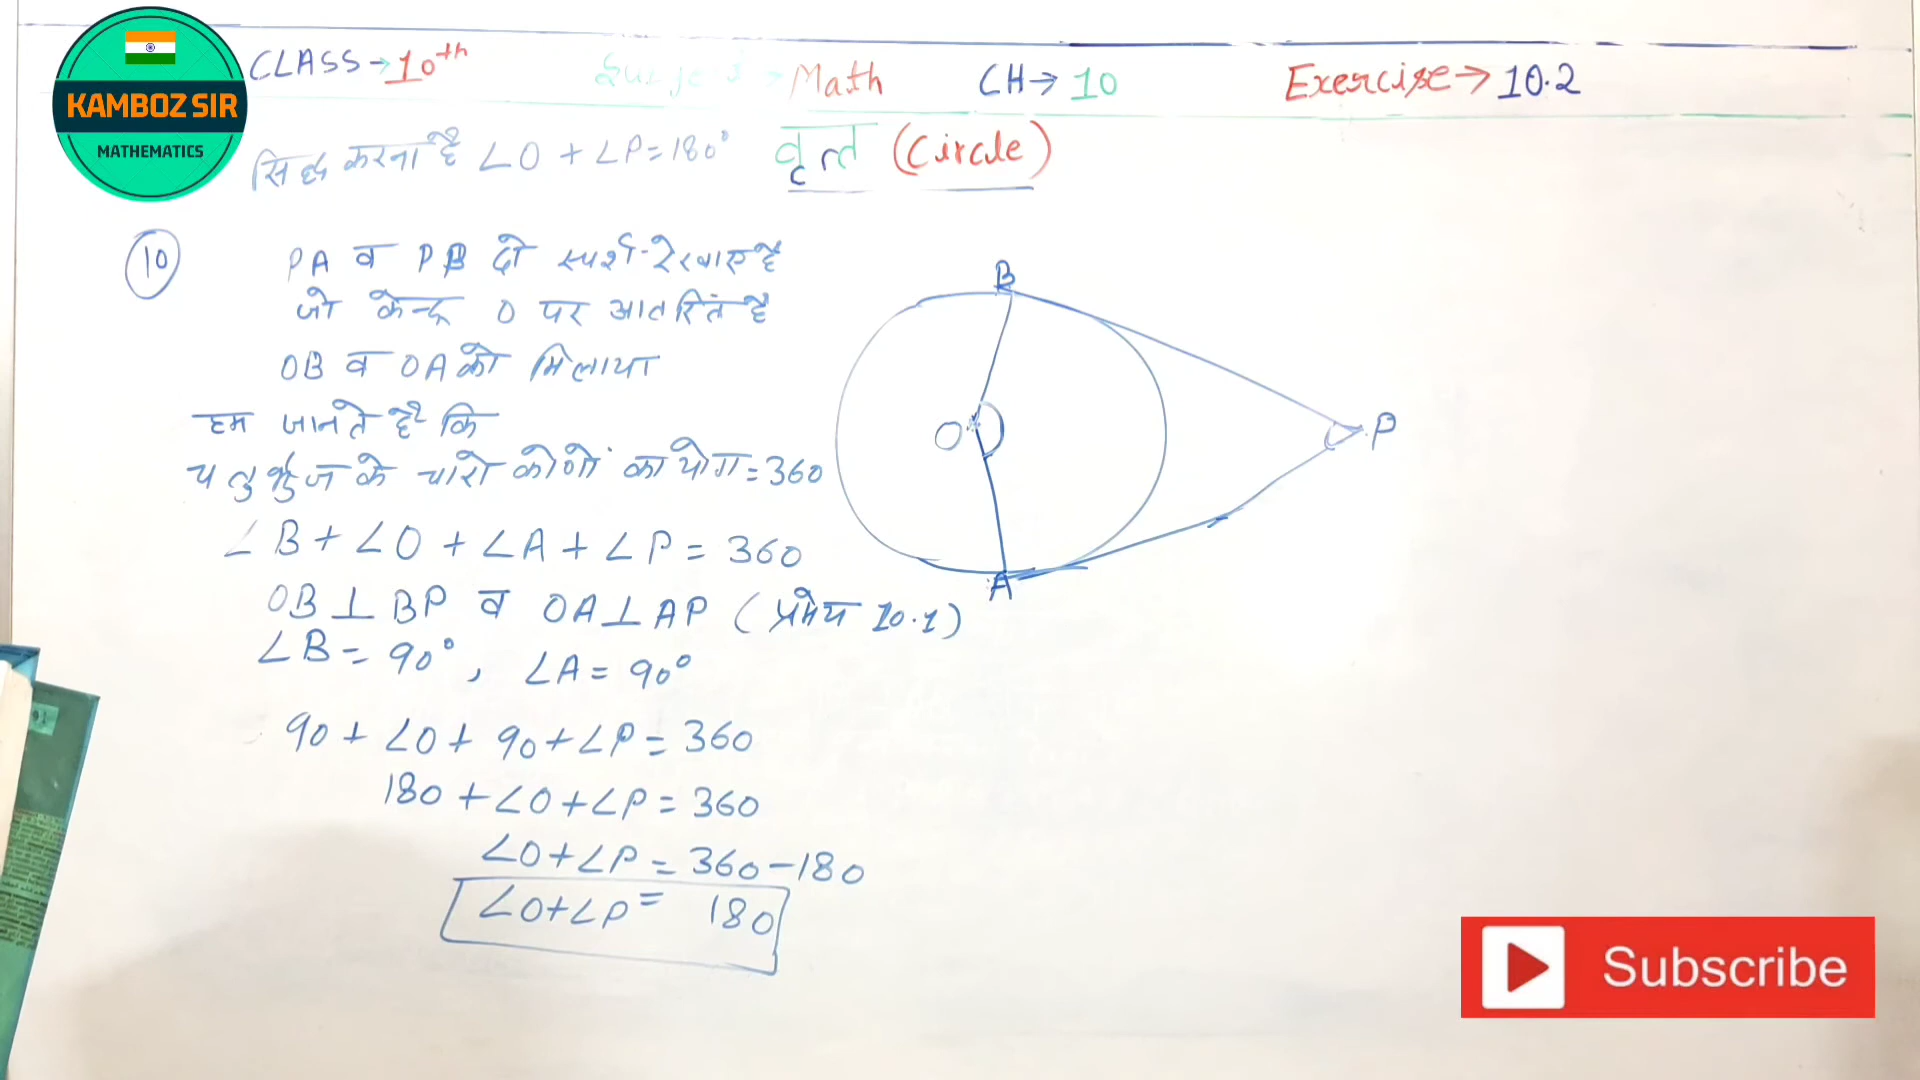 KAMBOZ SIR
MATHEMATICS
CLASS → 10th Subject → Math CH → 10 Exercise → 10.2
सिद्ध करना है ∠O + ∠P = 180° वृत्त (Circle)
10 PA व PB दो स्पर्श-रेखाए है
जो केन्द्र O पर आतरित है
OB व OA को मिलाया
हम जानते है कि
चतुर्भुज के चारो कोणो का योग = 360
∠B + ∠O + ∠A + ∠P = 360
OB ⊥ BP व OA ⊥ AP (प्रमेय 10.1)
∠B = 90°, ∠A = 90°
90 + ∠O + 90 + ∠P = 360
180 + ∠O + ∠P = 360
∠O + ∠P = 360 - 180
∠O + ∠P = 180
B
O
P
A
Subscribe